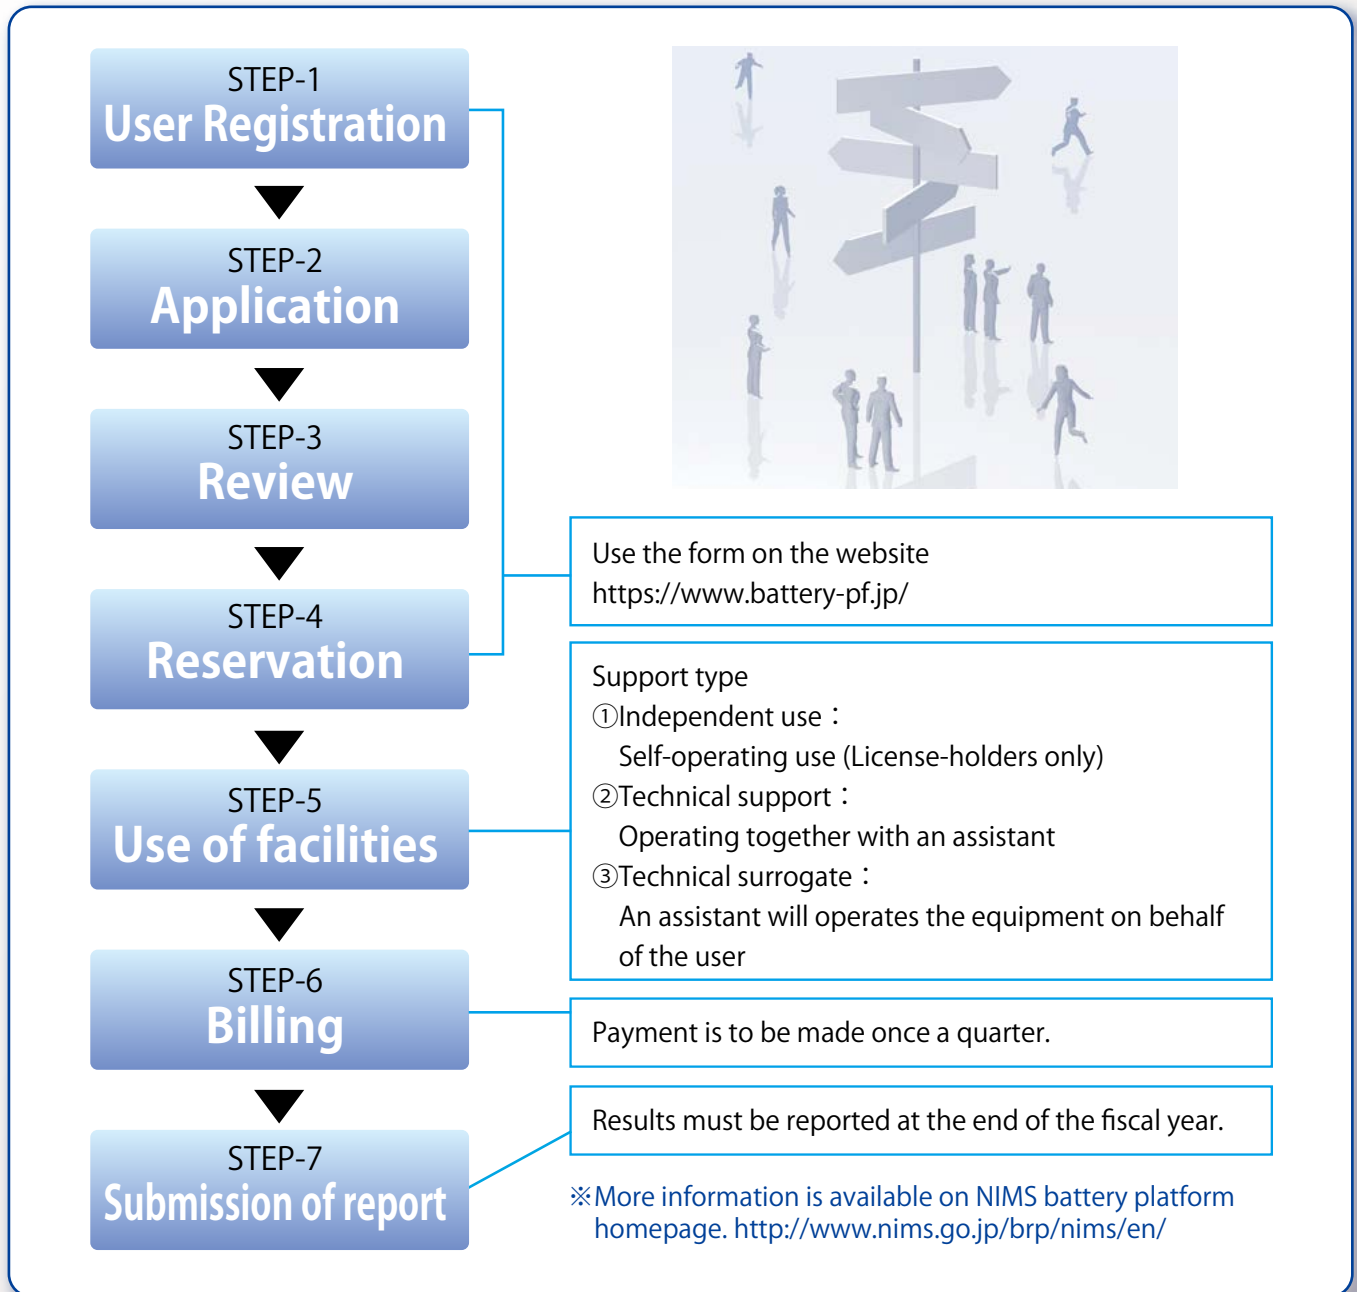 STEP-1
User Registration
STEP-2
Application
STEP-3
Review
STEP-4
Reservation
STEP-5
Use of facilities
STEP-6
Billing
STEP-7
Submission of report
Use the form on the website
https://www.battery-pf.jp/
Support type
①Independent use：
Self-operating use (License-holders only)
②Technical support：
Operating together with an assistant
③Technical surrogate：
An assistant will operates the equipment on behalf
of the user
Payment is to be made once a quarter.
Results must be reported at the end of the fiscal year.
※More information is available on NIMS battery platform
homepage. http://www.nims.go.jp/brp/nims/en/